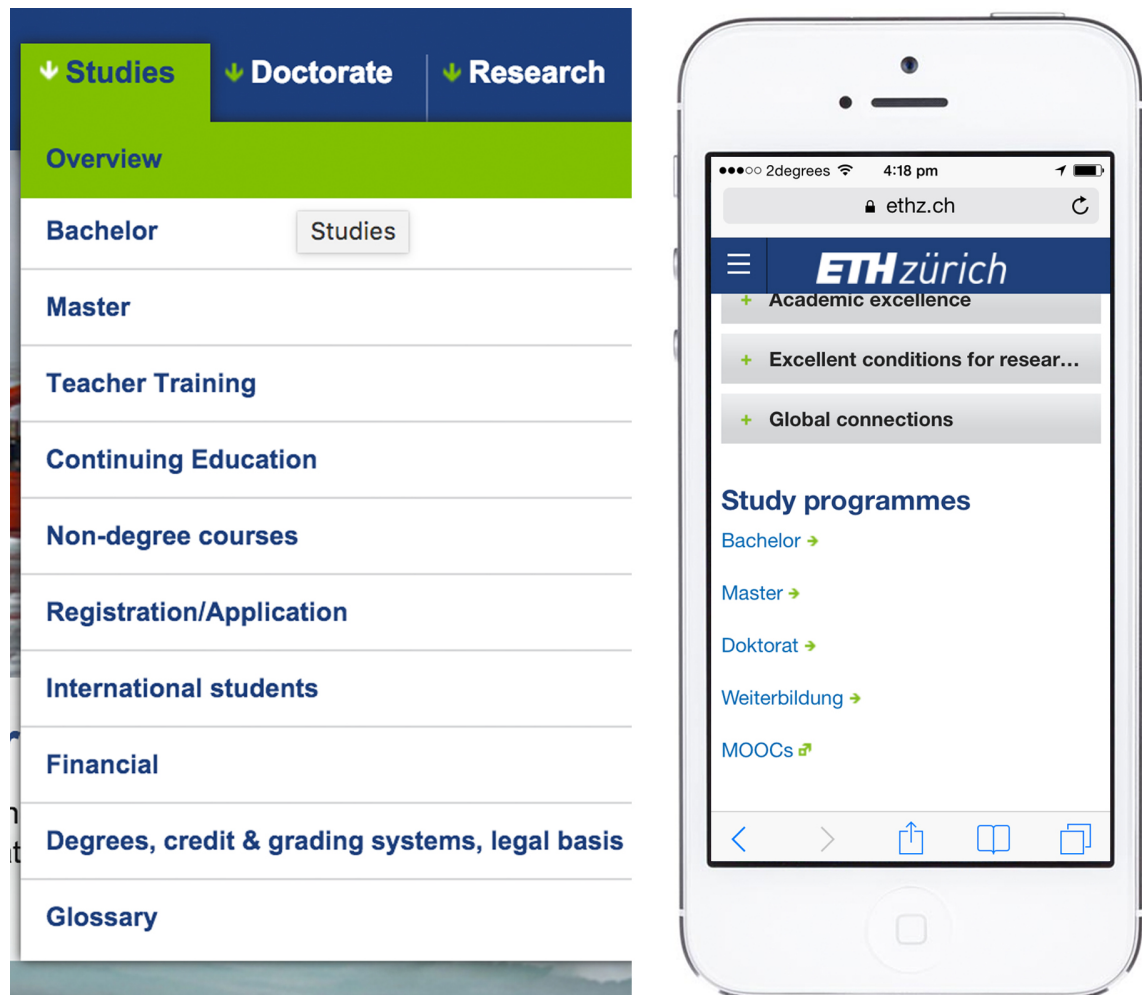 Studies
Doctorate
Research
Overview
Bachelor
Studies
Master
Teacher Training
Continuing Education
Non-degree courses
Registration/Application
International students
Financial
Degrees, credit & grading systems, legal basis
Glossary
2degrees 4:18 pm
ethz.ch
ETH zürich
Academic excellence
Excellent conditions for resear...
Global connections
Study programmes
Bachelor
Master
Doktorat
Weiterbildung
MOOCs